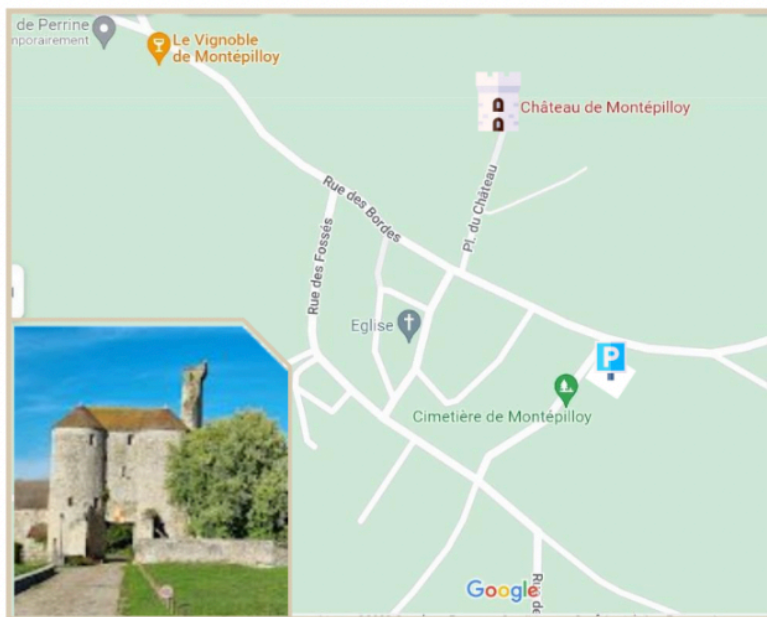 de Perrine
nporairement
Le Vignoble
de Montépilloy
Château de Montépilloy
Rue des Bordes
Pl. du Château
Rue des Fossés
Eglise
P
Cimetière de Montépilloy
Google